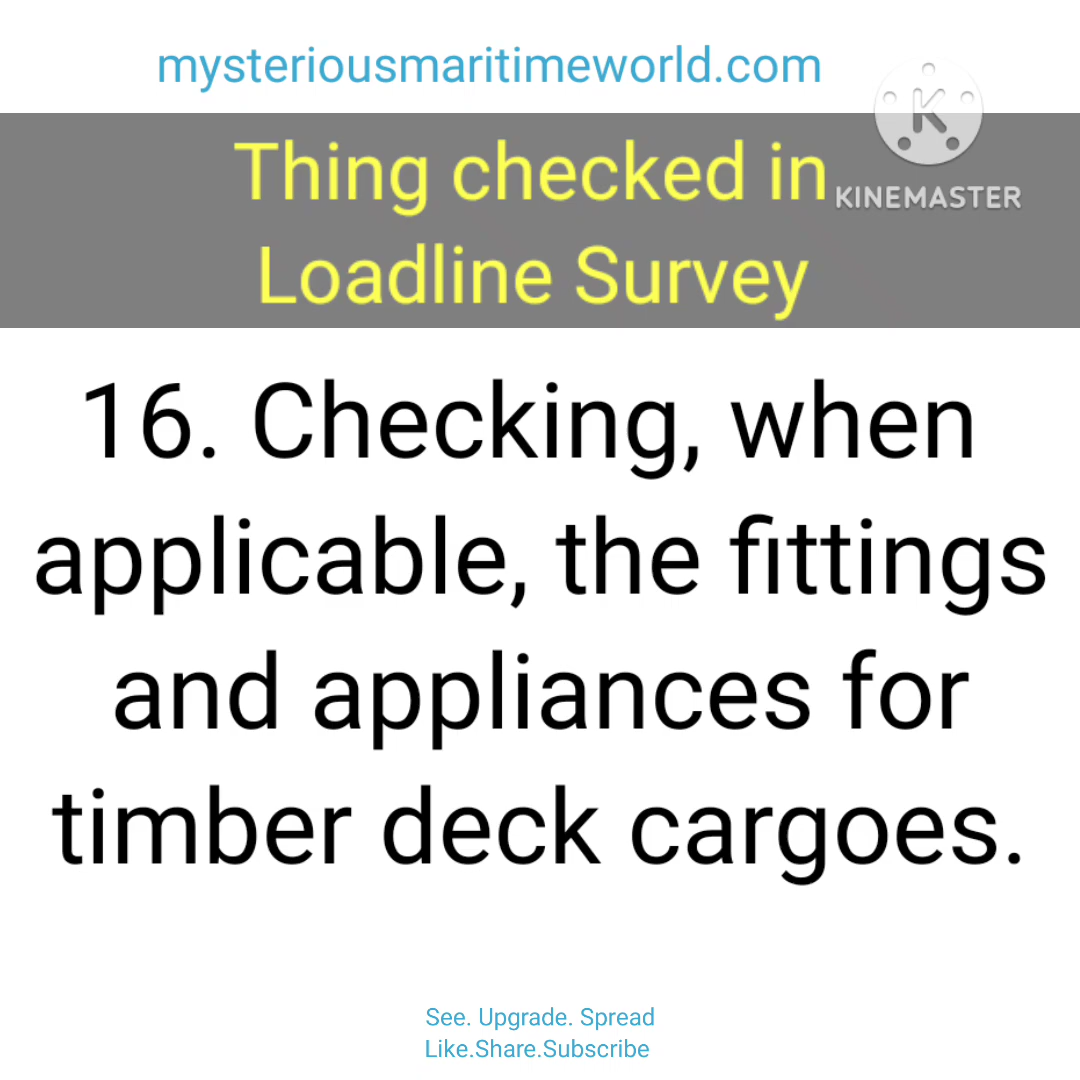 mysteriousmaritimeworld.com
K
Thing checked in
KINEMASTER
Loadline Survey
16. Checking, when
applicable, the fittings
and appliances for
timber deck cargoes.
See. Upgrade. Spread
Like.Share.Subscribe